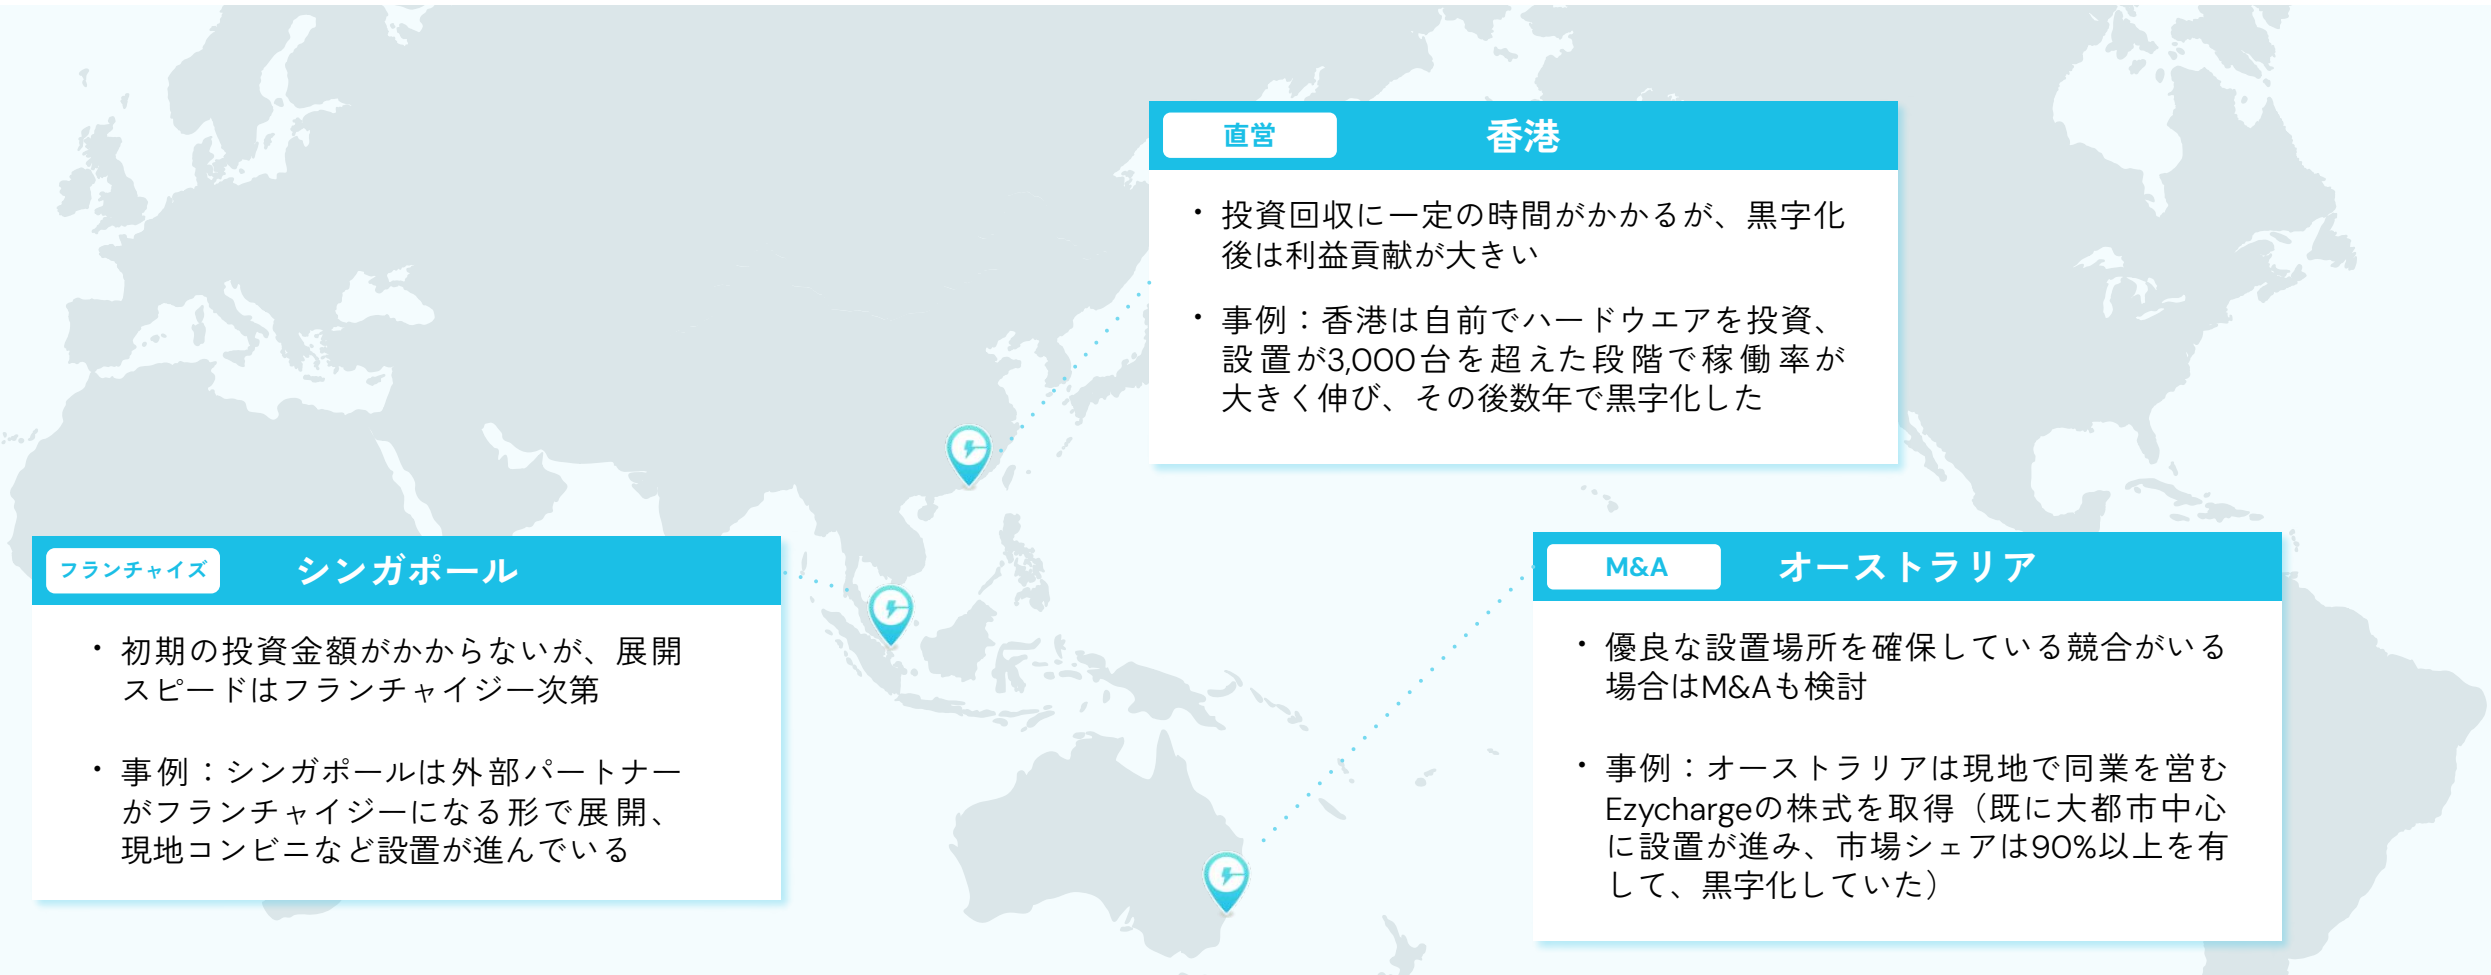 直営
香港
・投資回収に一定の時間がかかるが、黒字化
後は利益貢献が大きい
・事例：香港は自前でハードウエアを投資、
設置が3,000台を超えた段階で稼働率が
大きく伸び、その後数年で黒字化した
フランチャイズ
シンガポール
・初期の投資金額がかからないが、展開
スピードはフランチャイジー次第
・事例：シンガポールは外部パートナー
がフランチャイジーになる形で展開、
現地コンビニなど設置が進んでいる
M&A
オーストラリア
・優良な設置場所を確保している競合がいる
場合はM&Aも検討
・事例：オーストラリアは現地で同業を営む
Ezychargeの株式を取得（既に大都市中心
に設置が進み、市場シェアは90%以上を有
して、黒字化していた）